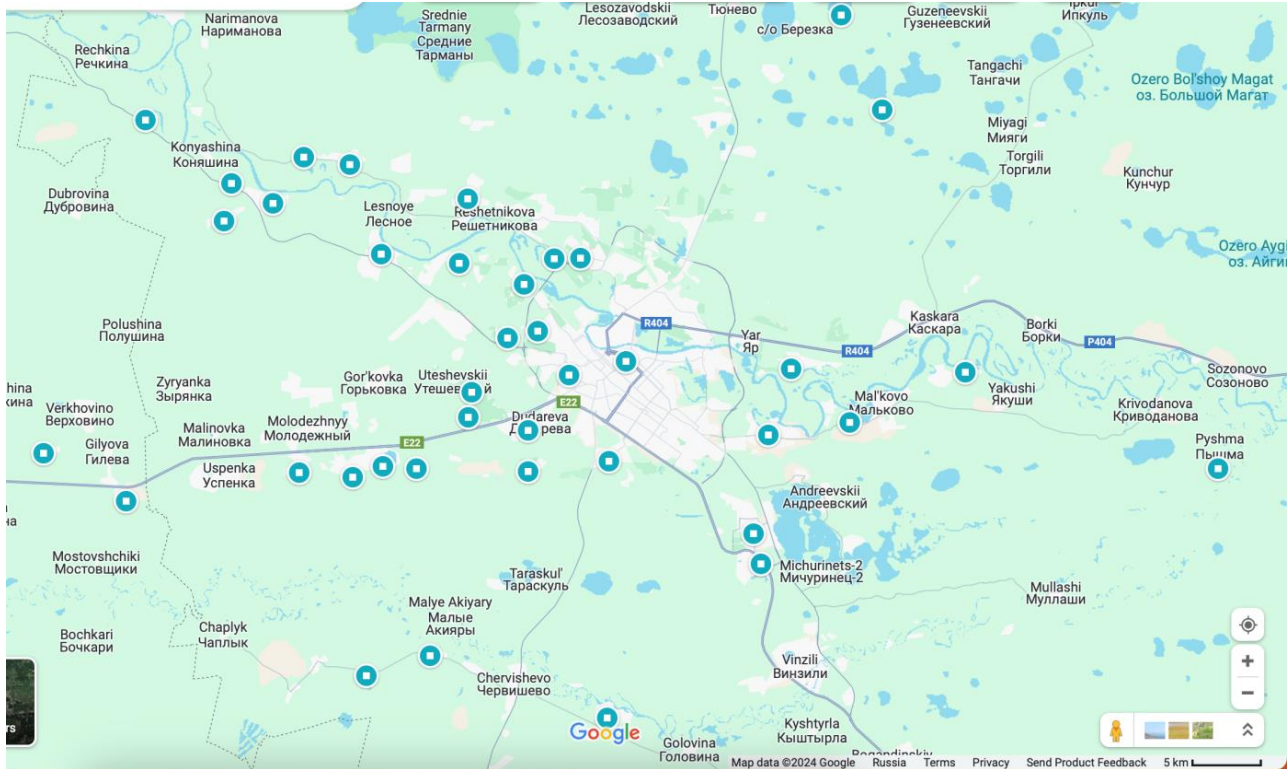 Narimanova
Нариманова
Srednie
Tarmany
Средние
Тарманы
Lesozavodskii
Лесозаводский
Тюнево
с/о Березка
Guzeneevskii
Гузенеевский
Ипкуль
Rechkina
Речкина
Tangachi
Тангачи
Ozero Bol'shoy Magat
оз. Большой Магат
Konyashina
Коняшина
Miyagi
Мияги
Torgili
Торгили
Kunchur
Кунчур
Dubrovina
Дубровина
Lesnoye
Лесное
Reshetnikova
Решетникова
Ozero Ayg
оз. Айги
Polushina
Полушина
R404
Yar
Яр
R404
Kaskara
Каскара
Borki
Борки
P404
Sozonovo
Созоново
hina
кина
Zyryanka
Зырянка
Gor'kovka
Горьковка
Uteshevskii
Yakushi
Якуши
Krivodanova
Криводанова
Verkhovino
Верховино
Malinovka
Малиновка
Molodezhnyy
Молодежный
E22
E22
Mal'kovo
Мальково
Gilyova
Гилева
Uspenka
Успенка
Pyshma
Пышма
Andreevskii
Андреевский
на
Mostovshchiki
Мостовщики
Taraskul'
Тараскуль
Michurinets-2
Мичуринец-2
Mullashi
Муллаши
Malye Akiyary
Малые
Акияры
Bochkari
Бочкари
Chaplyk
Чаплык
Chervishevo
Червишево
Vinzili
Винзили
rs
Google
Golovina
Головина
Kyshtyrla
Кыштырла
Map data ©2024 Google Russia Terms Privacy Send Product Feedback 5 km